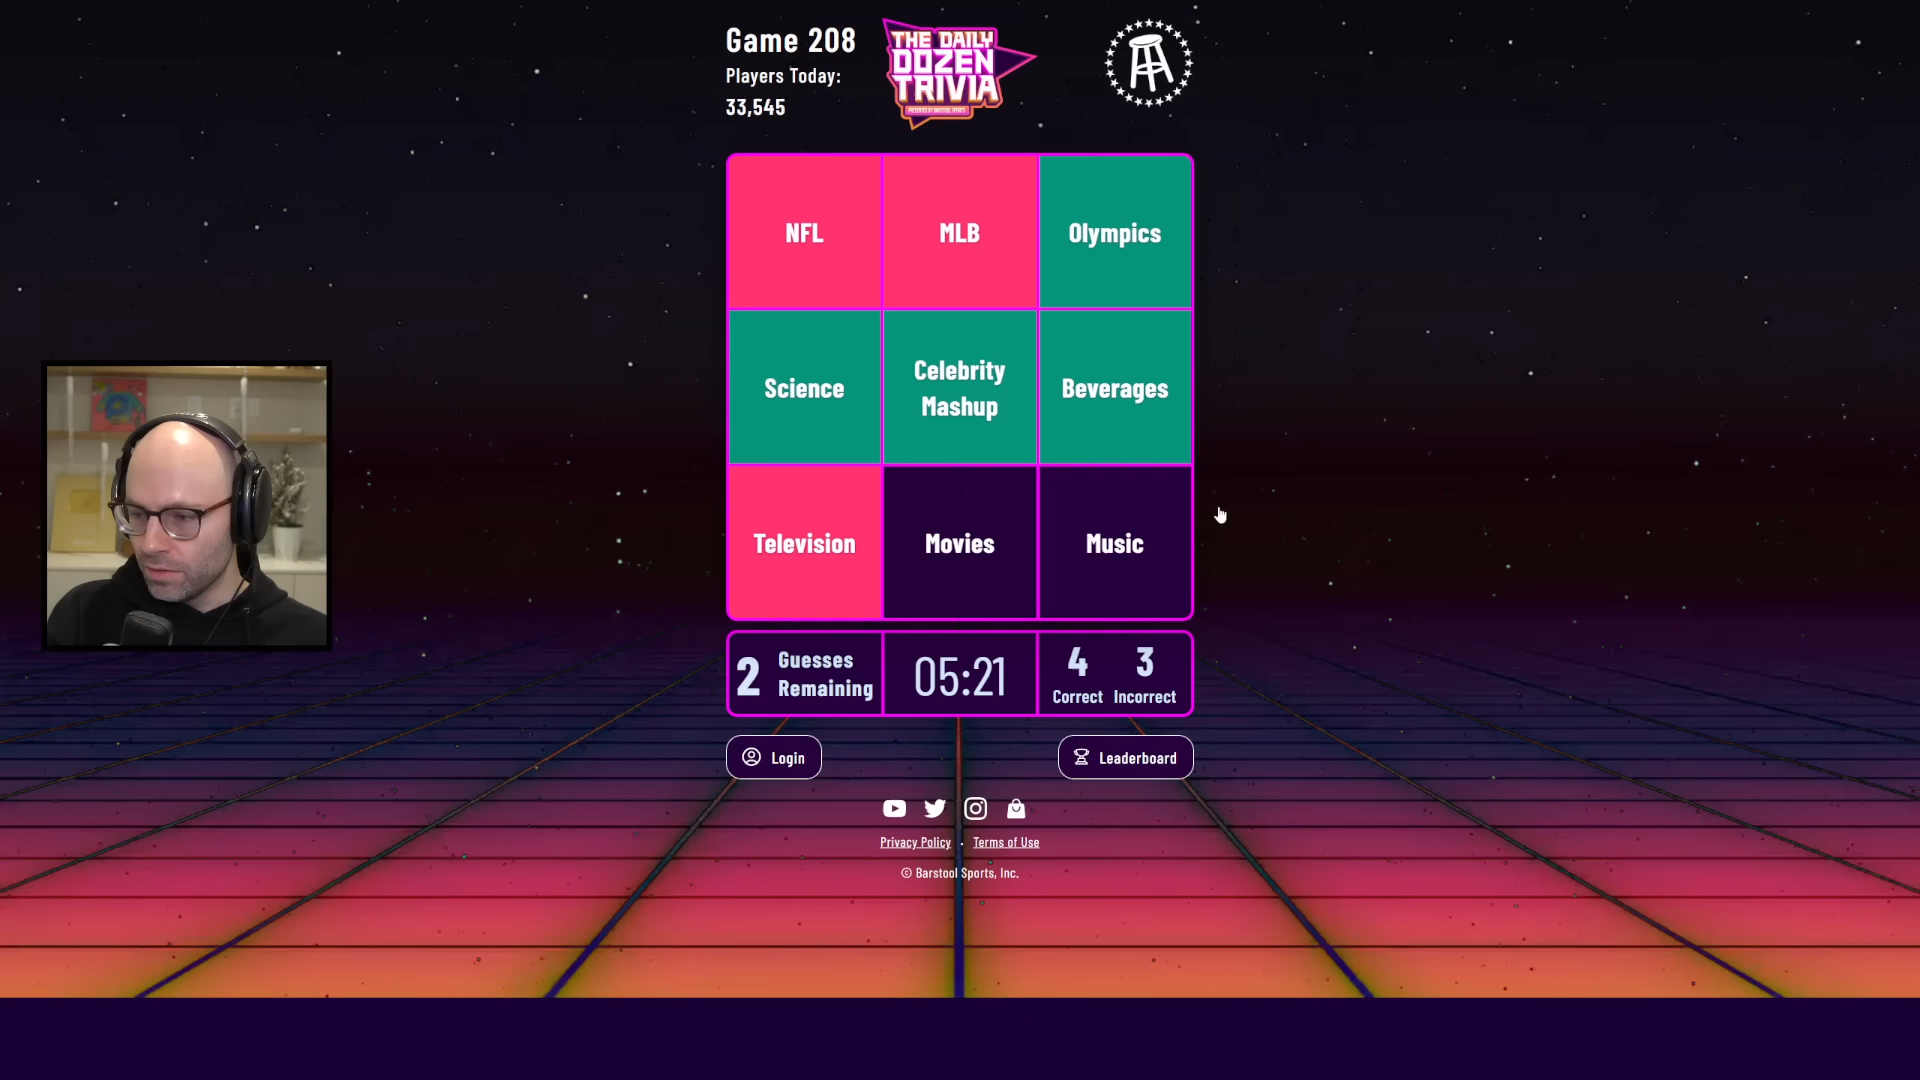 Game 208
Players Today:
33,545
THE DAILY
DOZEN
TRIVIA
NFL
MLB
Olympics
Science
Celebrity
Mashup
Beverages
Television
Movies
Music
2 Guesses
Remaining
05:21
4 3
Correct Incorrect
Login
Leaderboard
Privacy Policy · Terms of Use
© Barstool Sports, Inc.